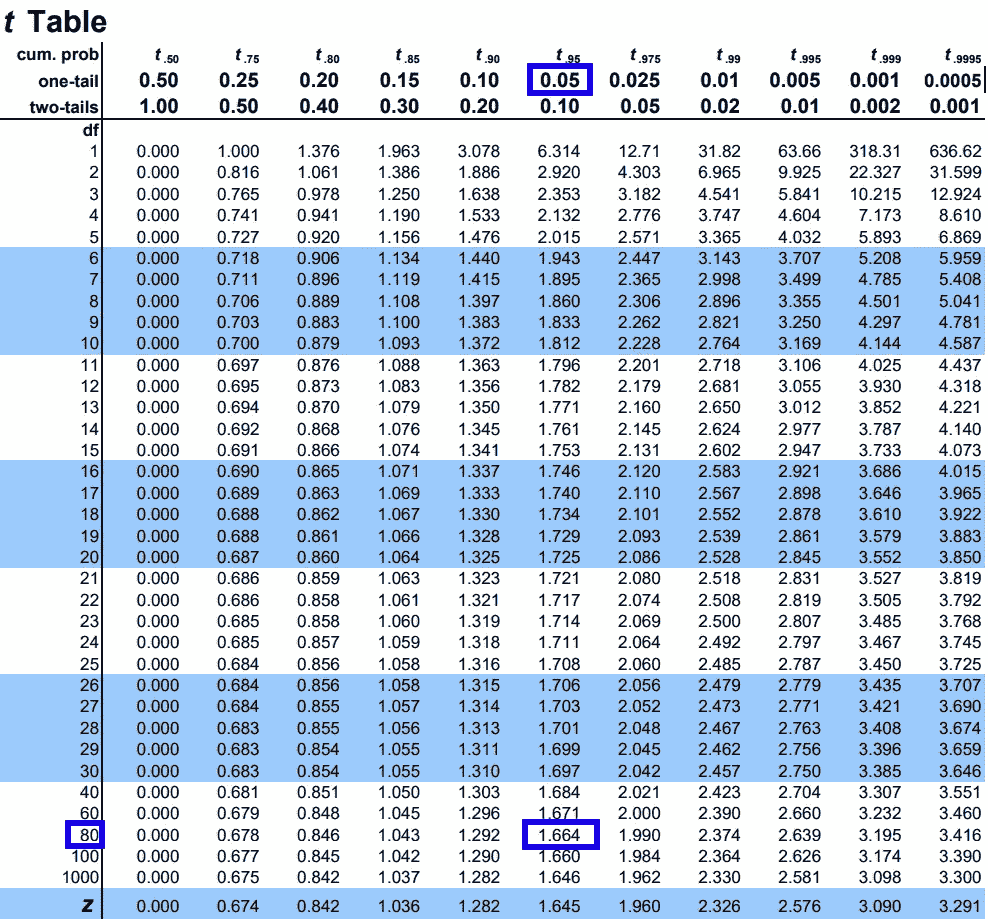 t Table
cum. prob t .50 t .75 t .80 t .85 t .90 t .95 t .975 t .99 t .995 t .999 t .9995
one-tail 0.50 0.25 0.20 0.15 0.10 0.05 0.025 0.01 0.005 0.001 0.0005
two-tails 1.00 0.50 0.40 0.30 0.20 0.10 0.05 0.02 0.01 0.002 0.001
df
1 0.000 1.000 1.376 1.963 3.078 6.314 12.71 31.82 63.66 318.31 636.62
2 0.000 0.816 1.061 1.386 1.886 2.920 4.303 6.965 9.925 22.327 31.599
3 0.000 0.765 0.978 1.250 1.638 2.353 3.182 4.541 5.841 10.215 12.924
4 0.000 0.741 0.941 1.190 1.533 2.132 2.776 3.747 4.604 7.173 8.610
5 0.000 0.727 0.920 1.156 1.476 2.015 2.571 3.365 4.032 5.893 6.869
6 0.000 0.718 0.906 1.134 1.440 1.943 2.447 3.143 3.707 5.208 5.959
7 0.000 0.711 0.896 1.119 1.415 1.895 2.365 2.998 3.499 4.785 5.408
8 0.000 0.706 0.889 1.108 1.397 1.860 2.306 2.896 3.355 4.501 5.041
9 0.000 0.703 0.883 1.100 1.383 1.833 2.262 2.821 3.250 4.297 4.781
10 0.000 0.700 0.879 1.093 1.372 1.812 2.228 2.764 3.169 4.144 4.587
11 0.000 0.697 0.876 1.088 1.363 1.796 2.201 2.718 3.106 4.025 4.437
12 0.000 0.695 0.873 1.083 1.356 1.782 2.179 2.681 3.055 3.930 4.318
13 0.000 0.694 0.870 1.079 1.350 1.771 2.160 2.650 3.012 3.852 4.221
14 0.000 0.692 0.868 1.076 1.345 1.761 2.145 2.624 2.977 3.787 4.140
15 0.000 0.691 0.866 1.074 1.341 1.753 2.131 2.602 2.947 3.733 4.073
16 0.000 0.690 0.865 1.071 1.337 1.746 2.120 2.583 2.921 3.686 4.015
17 0.000 0.689 0.863 1.069 1.333 1.740 2.110 2.567 2.898 3.646 3.965
18 0.000 0.688 0.862 1.067 1.330 1.734 2.101 2.552 2.878 3.610 3.922
19 0.000 0.688 0.861 1.066 1.328 1.729 2.093 2.539 2.861 3.579 3.883
20 0.000 0.687 0.860 1.064 1.325 1.725 2.086 2.528 2.845 3.552 3.850
21 0.000 0.686 0.859 1.063 1.323 1.721 2.080 2.518 2.831 3.527 3.819
22 0.000 0.686 0.858 1.061 1.321 1.717 2.074 2.508 2.819 3.505 3.792
23 0.000 0.685 0.858 1.060 1.319 1.714 2.069 2.500 2.807 3.485 3.768
24 0.000 0.685 0.857 1.059 1.318 1.711 2.064 2.492 2.797 3.467 3.745
25 0.000 0.684 0.856 1.058 1.316 1.708 2.060 2.485 2.787 3.450 3.725
26 0.000 0.684 0.856 1.058 1.315 1.706 2.056 2.479 2.779 3.435 3.707
27 0.000 0.684 0.855 1.057 1.314 1.703 2.052 2.473 2.771 3.421 3.690
28 0.000 0.683 0.855 1.056 1.313 1.701 2.048 2.467 2.763 3.408 3.674
29 0.000 0.683 0.854 1.055 1.311 1.699 2.045 2.462 2.756 3.396 3.659
30 0.000 0.683 0.854 1.055 1.310 1.697 2.042 2.457 2.750 3.385 3.646
40 0.000 0.681 0.851 1.050 1.303 1.684 2.021 2.423 2.704 3.307 3.551
60 0.000 0.679 0.848 1.045 1.296 1.671 2.000 2.390 2.660 3.232 3.460
80 0.000 0.678 0.846 1.043 1.292 1.664 1.990 2.374 2.639 3.195 3.416
100 0.000 0.677 0.845 1.042 1.290 1.660 1.984 2.364 2.626 3.174 3.390
1000 0.000 0.675 0.842 1.037 1.282 1.646 1.962 2.330 2.581 3.098 3.300
z 0.000 0.674 0.842 1.036 1.282 1.645 1.960 2.326 2.576 3.090 3.291